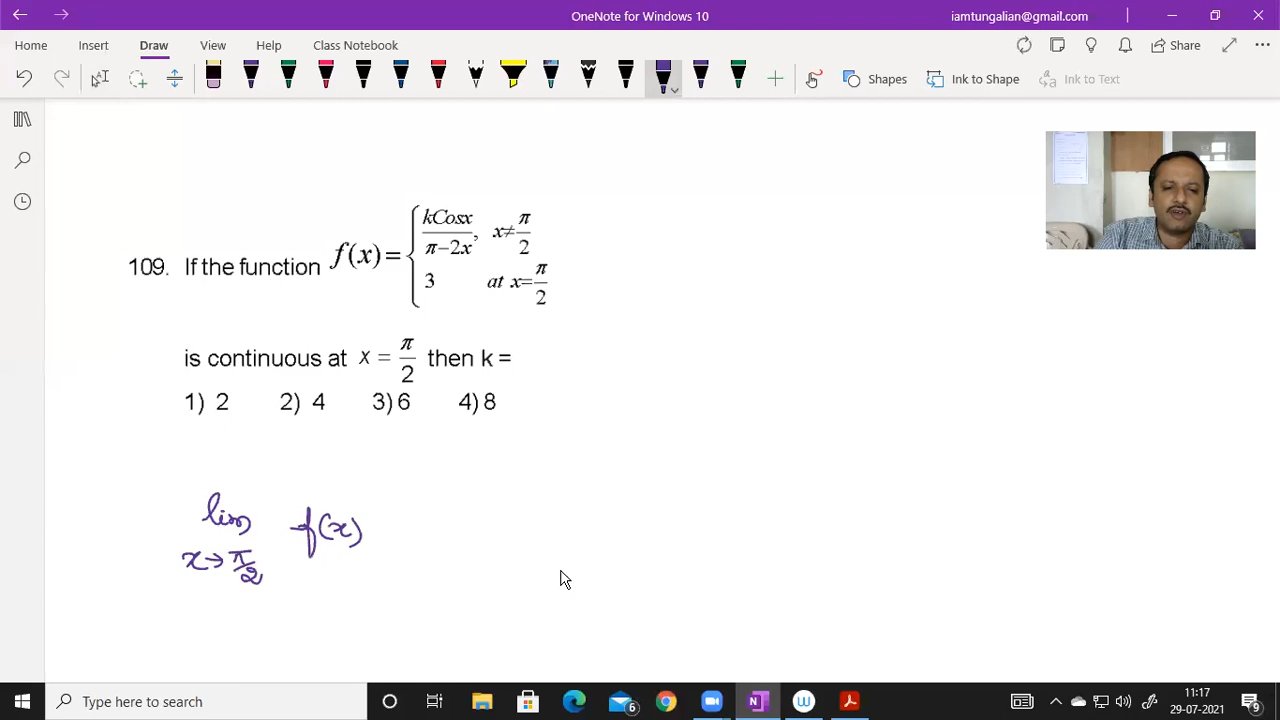 OneNote for Windows 10
iamtungalian@gmail.com
Home Insert Draw View Help Class Notebook
Share
Shapes Ink to Shape Ink to Text
109. If the function f(x) = { kCosx / π−2x, x≠ π/2
3 at x= π/2
is continuous at x = π/2 then k =
1) 2 2) 4 3) 6 4) 8
lim f(x)
x→π/2
Type here to search
6
11:17
29-07-2021
9